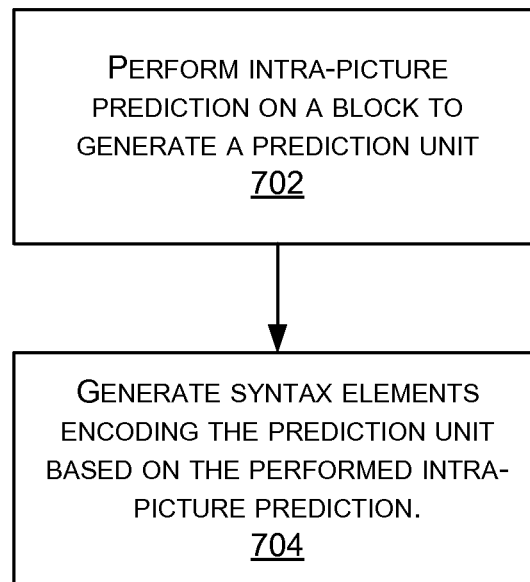 PERFORM INTRA-PICTURE
PREDICTION ON A BLOCK TO
GENERATE A PREDICTION UNIT
702
GENERATE SYNTAX ELEMENTS
ENCODING THE PREDICTION UNIT
BASED ON THE PERFORMED INTRA-
PICTURE PREDICTION.
704